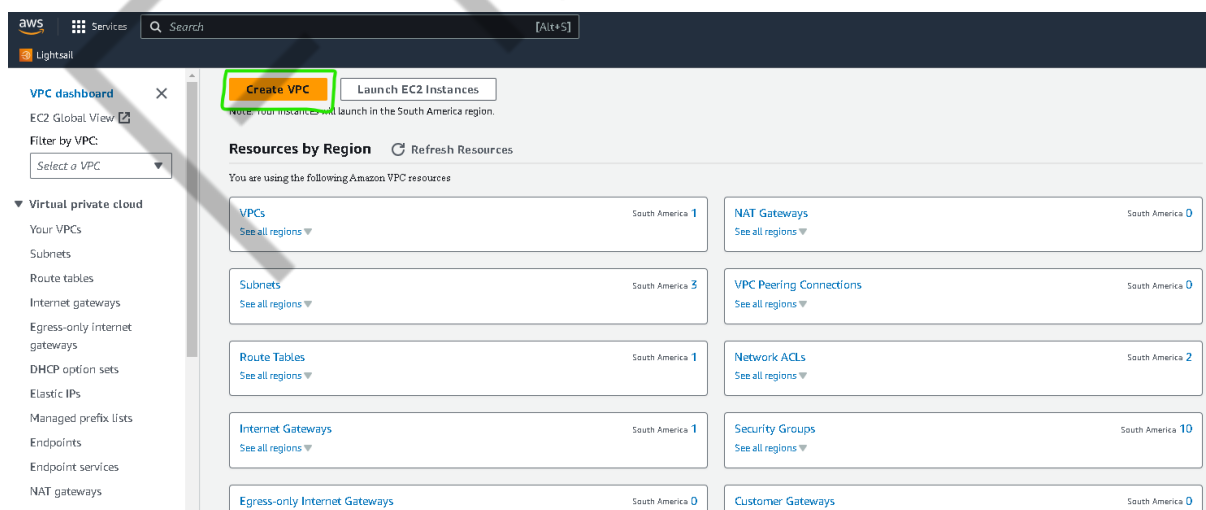 aws
Services
Search
[Alt+S]
Lightsail
VPC dashboard
EC2 Global View
Filter by VPC:
Select a VPC
Virtual private cloud
Your VPCs
Subnets
Route tables
Internet gateways
Egress-only internet
gateways
DHCP option sets
Elastic IPs
Managed prefix lists
Endpoints
Endpoint services
NAT gateways
Create VPC
Launch EC2 Instances
Note: Your Instances will launch in the South America region.
Resources by Region
Refresh Resources
You are using the following Amazon VPC resources
VPCs
South America 1
See all regions
NAT Gateways
South America 0
See all regions
Subnets
South America 3
See all regions
VPC Peering Connections
South America 0
See all regions
Route Tables
South America 1
See all regions
Network ACLs
South America 2
See all regions
Internet Gateways
South America 1
See all regions
Security Groups
South America 10
See all regions
Egress-only Internet Gateways
South America 0
Customer Gateways
South America 0